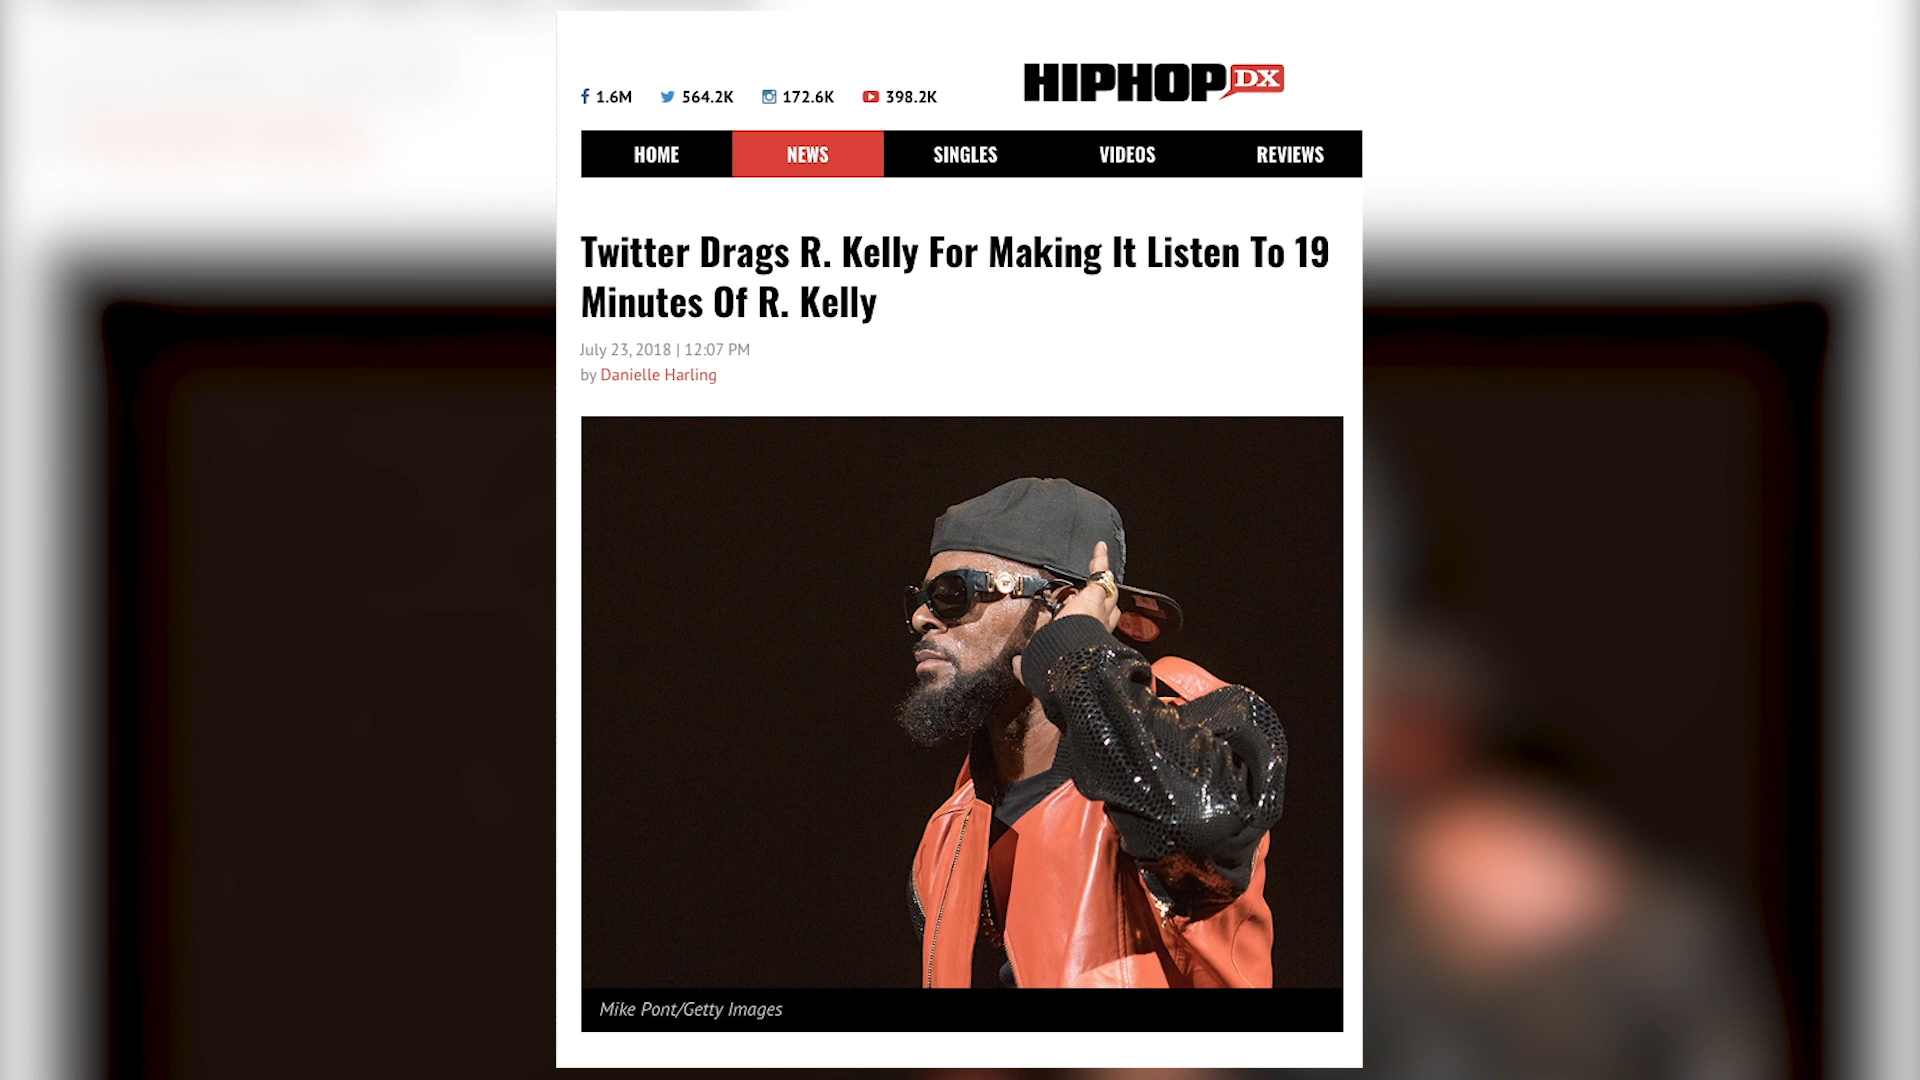 1.6M 564.2K 172.6K 398.2K
HIPHOPDX
HOME NEWS SINGLES VIDEOS REVIEWS
Twitter Drags R. Kelly For Making It Listen To 19
Minutes Of R. Kelly
July 23, 2018 | 12:07 PM
by Danielle Harling
Mike Pont/Getty Images